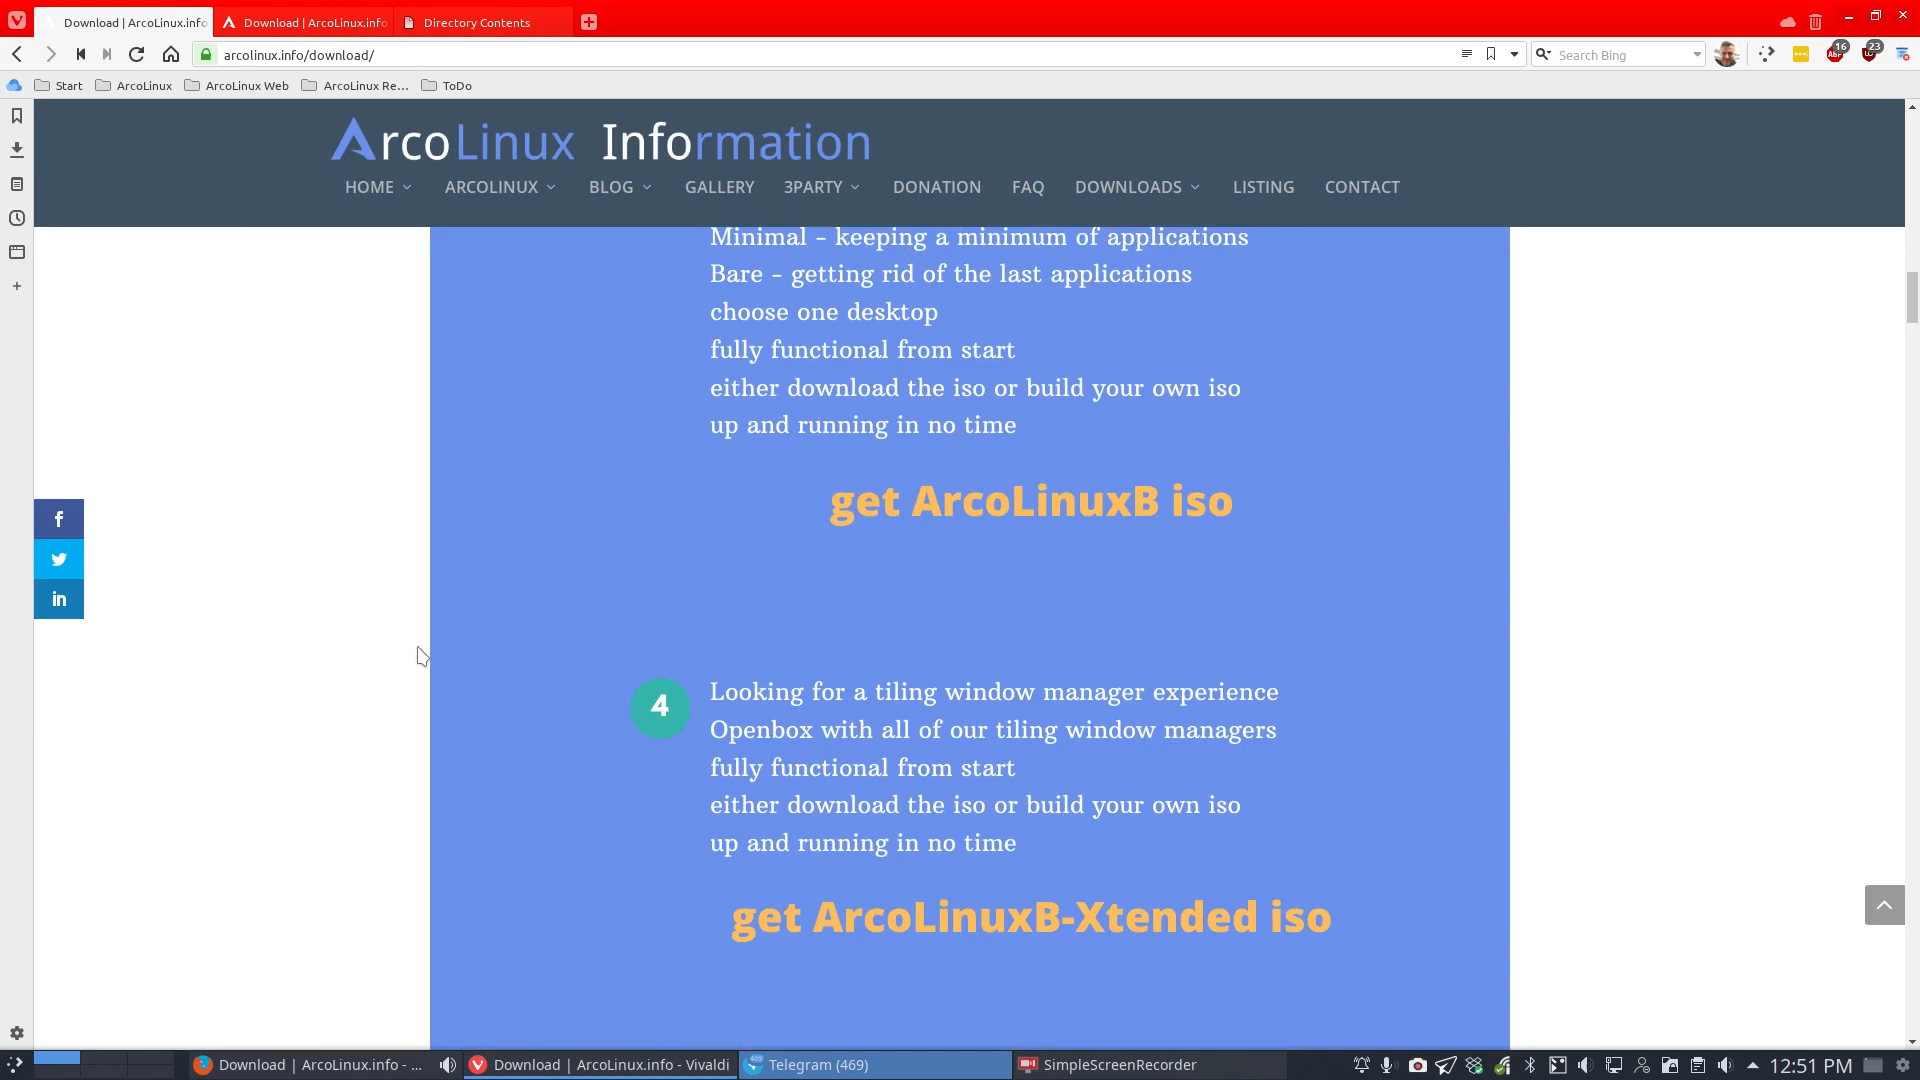 Download | ArcoLinux.info
Download | ArcoLinux.info
Directory Contents
arcolinux.info/download/
Search Bing
16
23
Start
ArcoLinux
ArcoLinux Web
ArcoLinux Re...
ToDo
ArcoLinux Information
HOME
ARCOLINUX
BLOG
GALLERY
3PARTY
DONATION
FAQ
DOWNLOADS
LISTING
CONTACT
Minimal - keeping a minimum of applications
Bare - getting rid of the last applications
choose one desktop
fully functional from start
either download the iso or build your own iso
up and running in no time
get ArcoLinuxB iso
4
Looking for a tiling window manager experience
Openbox with all of our tiling window managers
fully functional from start
either download the iso or build your own iso
up and running in no time
get ArcoLinuxB-Xtended iso
Download | ArcoLinux.info - ...
Download | ArcoLinux.info - Vivaldi
Telegram (469)
SimpleScreenRecorder
12:51 PM